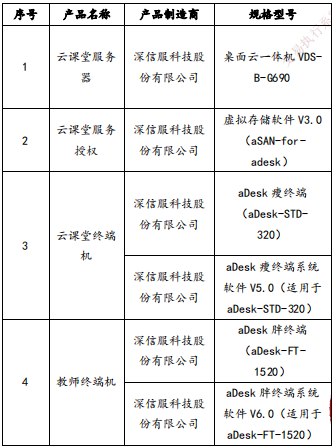 序号 产品名称 产品制造商 规格型号
1 云课堂服务器 深信服科技股份有限公司 桌面云一体机 VDS-B-G690
2 云课堂服务授权 深信服科技股份有限公司 虚拟存储软件 V3.0（aSAN-for-adesk）
3 云课堂终端机 深信服科技股份有限公司 aDesk 瘦终端（aDesk-STD-320）
深信服科技股份有限公司 aDesk 瘦终端系统软件 V5.0（适用于 aDesk-STD-320）
4 教师终端机 深信服科技股份有限公司 aDesk 胖终端（aDesk-FT-1520）
深信服科技股份有限公司 aDesk 胖终端系统软件 V6.0（适用于 aDesk-FT-1520）